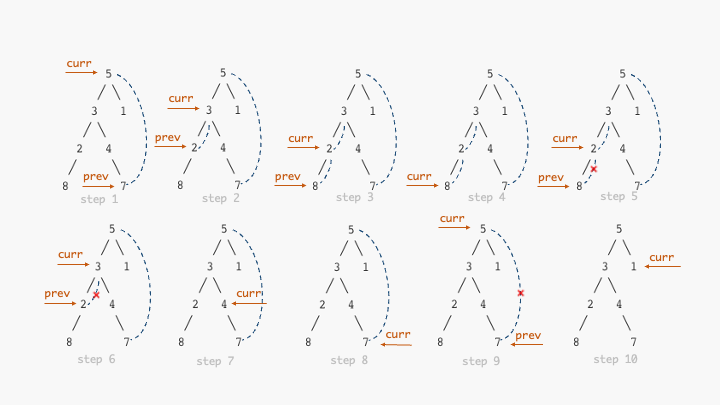 curr 5
3 1
2 4
prev
8 7
step 1
5
curr 3 1
prev 2 4
8 7
step 2
5
3 1
curr 2 4
prev 8 7
step 3
5
3 1
2 4
curr 8 7
step 4
5
3 1
curr 2 4
prev 8 7
step 5
5
curr 3 1
prev 2 4
8 7
step 6
5
3 1
2 4 curr
8 7
step 7
5
3 1
2 4
8 7 curr
step 8
curr 5
3 1
2 4
8 7 prev
step 9
5
3 1 curr
2 4
8 7
step 10